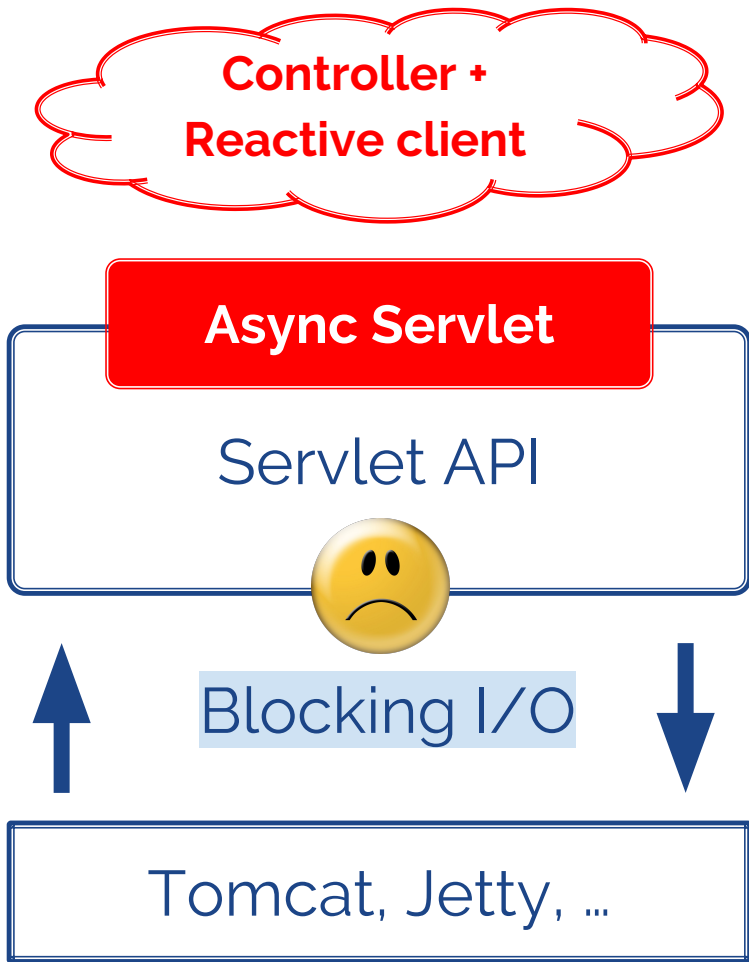 Controller +
Reactive client
Async Servlet
Servlet API
Blocking I/O
Tomcat, Jetty, ...